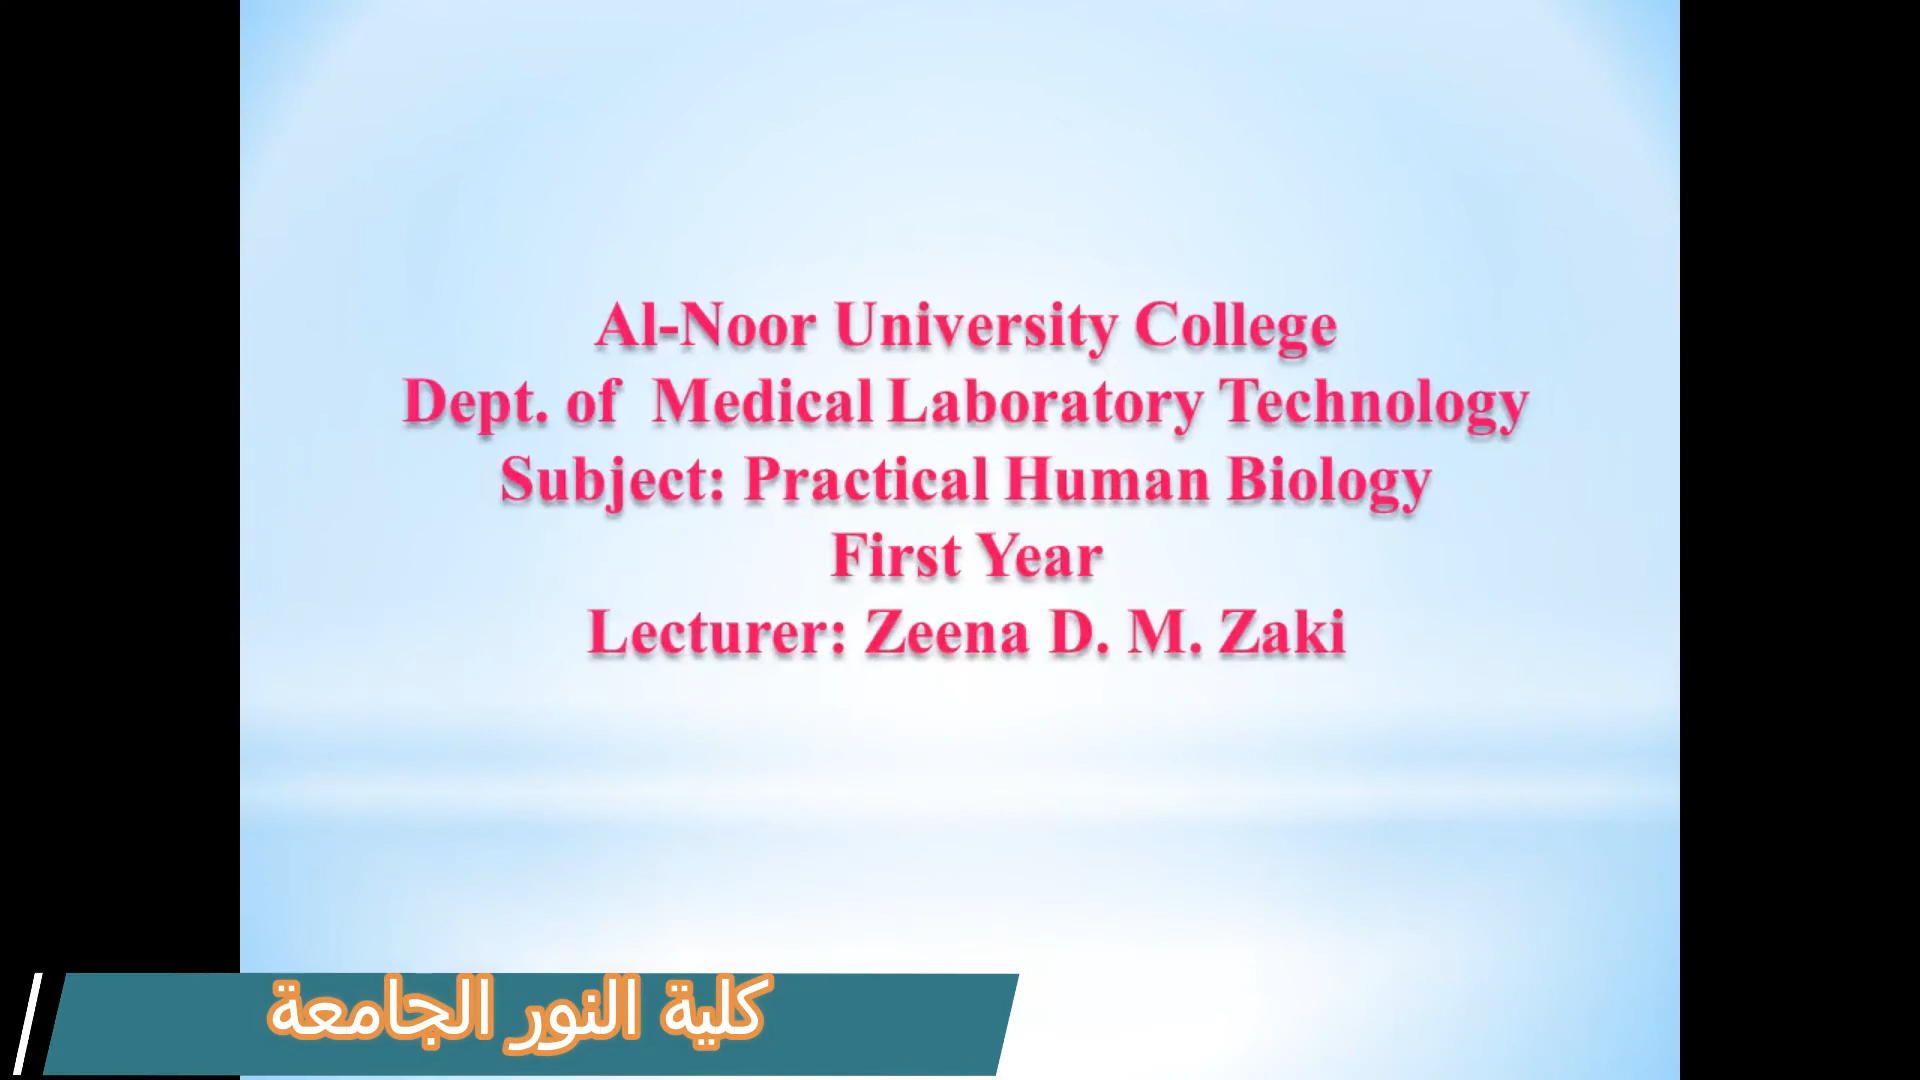 Al-Noor University College
Dept. of Medical Laboratory Technology
Subject: Practical Human Biology
First Year
Lecturer: Zeena D. M. Zaki
كلية النور الجامعة